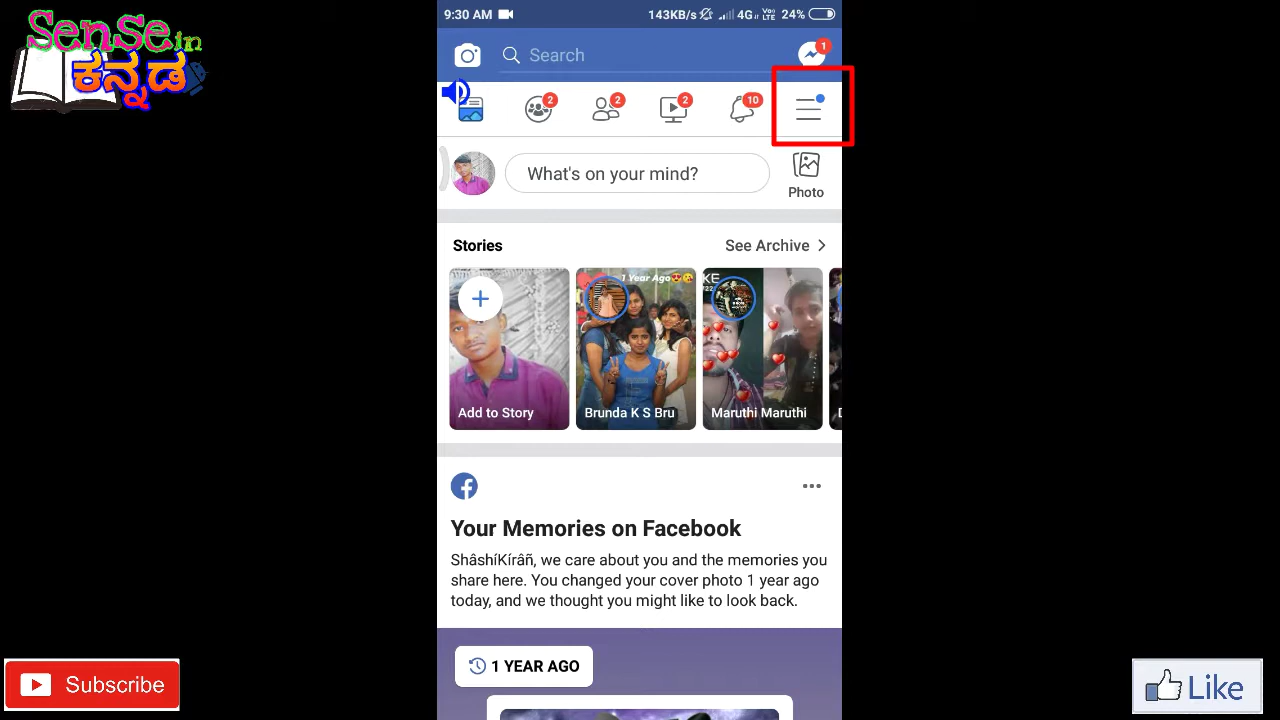 SenSe in
ಕನ್ನಡ
9:30 AM
143KB/s 4G VoLTE 24%
Search
1
2
2
2
10
What's on your mind?
Photo
Stories
See Archive
1 Year Ago
KE
Add to Story
Brunda K S Bru
Maruthi Maruthi
Your Memories on Facebook
ShâshíKírâñ, we care about you and the memories you
share here. You changed your cover photo 1 year ago
today, and we thought you might like to look back.
1 YEAR AGO
Subscribe
Like